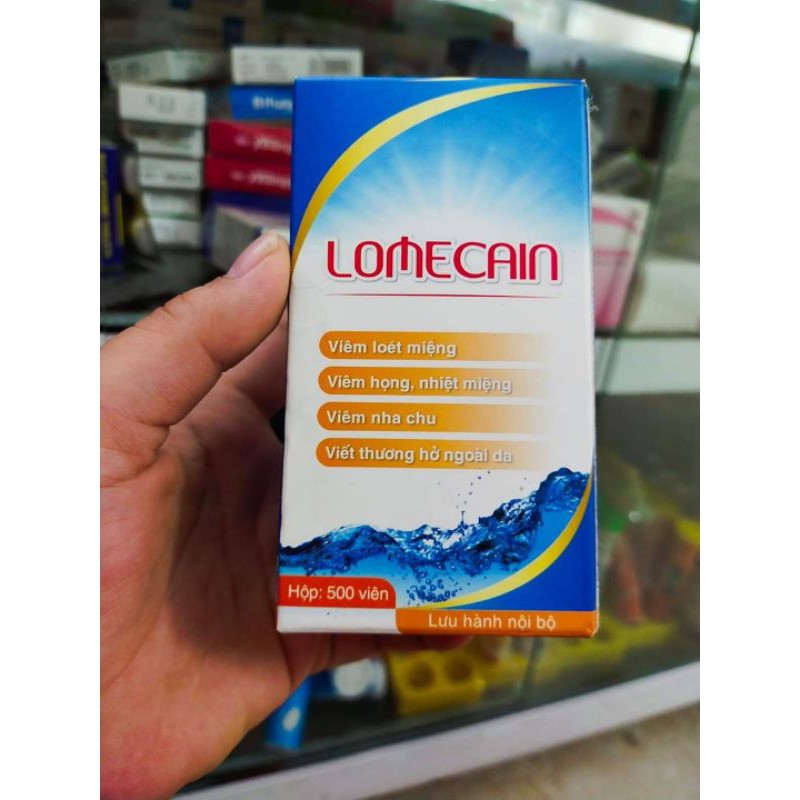 LOMECAIN
Viêm loét miệng
Viêm họng, nhiệt miệng
Viêm nha chu
Viết thương hở ngoài da
Hộp: 500 viên
Lưu hành nội bộ